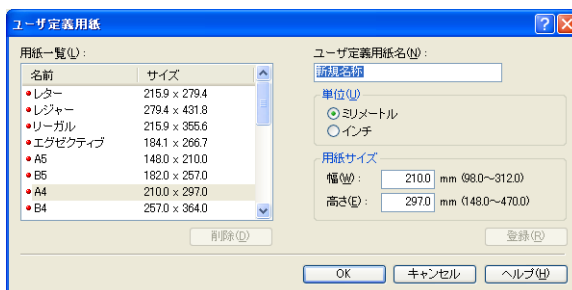 ユーザ定義用紙
用紙一覧(L):
名前 サイズ
レター 215.9 x 279.4
レジャー 279.4 x 431.8
リーガル 215.9 x 355.6
エグゼクティブ 184.1 x 266.7
A5 148.0 x 210.0
B5 182.0 x 257.0
A4 210.0 x 297.0
B4 257.0 x 364.0
削除(D)
ユーザ定義用紙名(N):
新規名称
単位(U)
ミリメートル
インチ
用紙サイズ
幅(W): 210.0 mm (98.0～312.0)
高さ(E): 297.0 mm (148.0～470.0)
登録(R)
OK キャンセル ヘルプ(H)